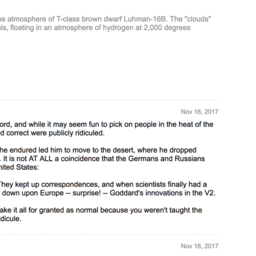 e atmosphere of T-class brown dwarf Luhman-16B. The "clouds"
ls, floating in an atmosphere of hydrogen at 2,000 degrees
Nov 16, 2017
ord, and while it may seem fun to pick on people in the heat of the
d correct were publicly ridiculed.
he endured led him to move to the desert, where he dropped
. It is not AT ALL a coincidence that the Germans and Russians
nited States:
They kept up correspondences, and when scientists finally had a
down upon Europe -- surprise! -- Goddard's innovations in the V2.
ake it all for granted as normal because you weren't taught the
dicule.
Nov 16, 2017